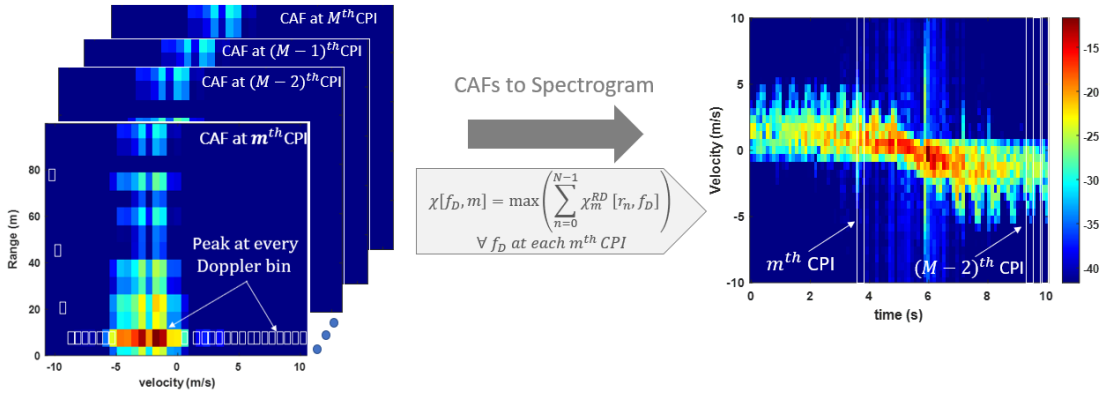 CAF at M^{th} CPI
CAF at (M − 1)^{th} CPI
CAF at (M − 2)^{th} CPI
CAF at m^{th} CPI
Peak at every
Doppler bin
Range (m)
80
60
40
20
0
-10
-5
0
5
10
velocity (m/s)
CAFs to Spectrogram
χ[f_D, m] = max(∑_{n=0}^{N−1} χ_m^{RD} [r_n, f_D])
∀ f_D at each m^{th} CPI
Velocity (m/s)
10
5
0
-5
-10
m^{th} CPI
(M − 2)^{th} CPI
0
2
4
6
8
10
time (s)
-15
-20
-25
-30
-35
-40